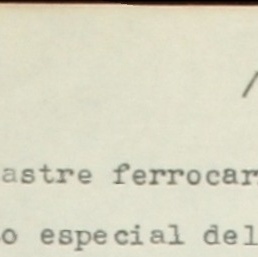 /
astre ferrocar
o especial del